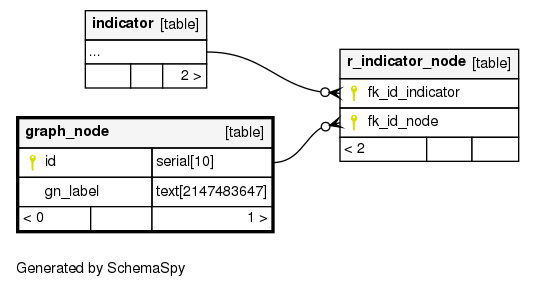 indicator [table]
...
2 >
r_indicator_node [table]
fk_id_indicator
fk_id_node
< 2
graph_node [table]
id serial[10]
gn_label text[2147483647]
< 0 1 >
Generated by SchemaSpy